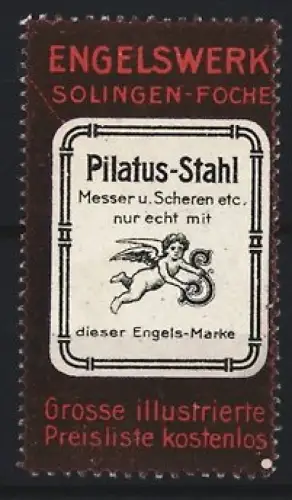 ENGELSWERK
SOLINGEN-FOCHE
Pilatus-Stahl
Messer u. Scheren etc.
nur echt mit
dieser Engels-Marke
Grosse illustrierte
Preisliste kostenlos